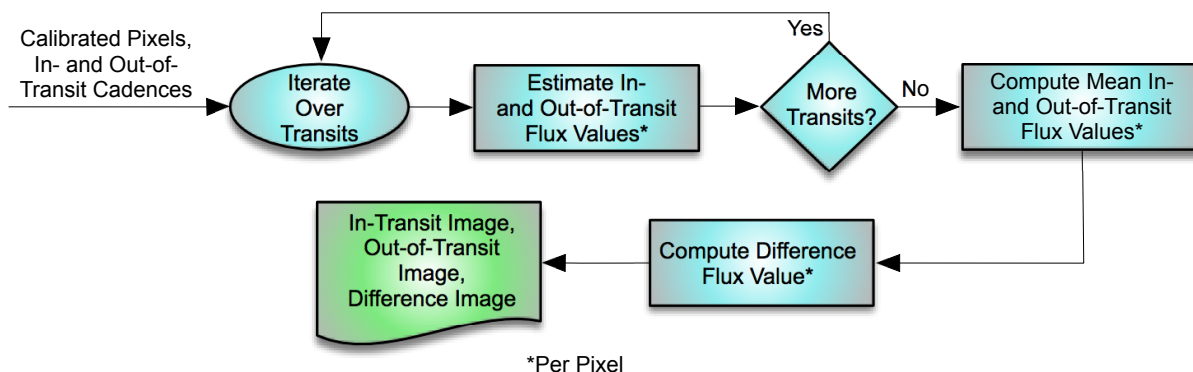 Calibrated Pixels,
In- and Out-of-
Transit Cadences
Iterate
Over
Transits
Estimate In-
and Out-of-Transit
Flux Values*
Yes
More
Transits?
No
Compute Mean In-
and Out-of-Transit
Flux Values*
Compute Difference
Flux Value*
In-Transit Image,
Out-of-Transit
Image,
Difference Image
*Per Pixel